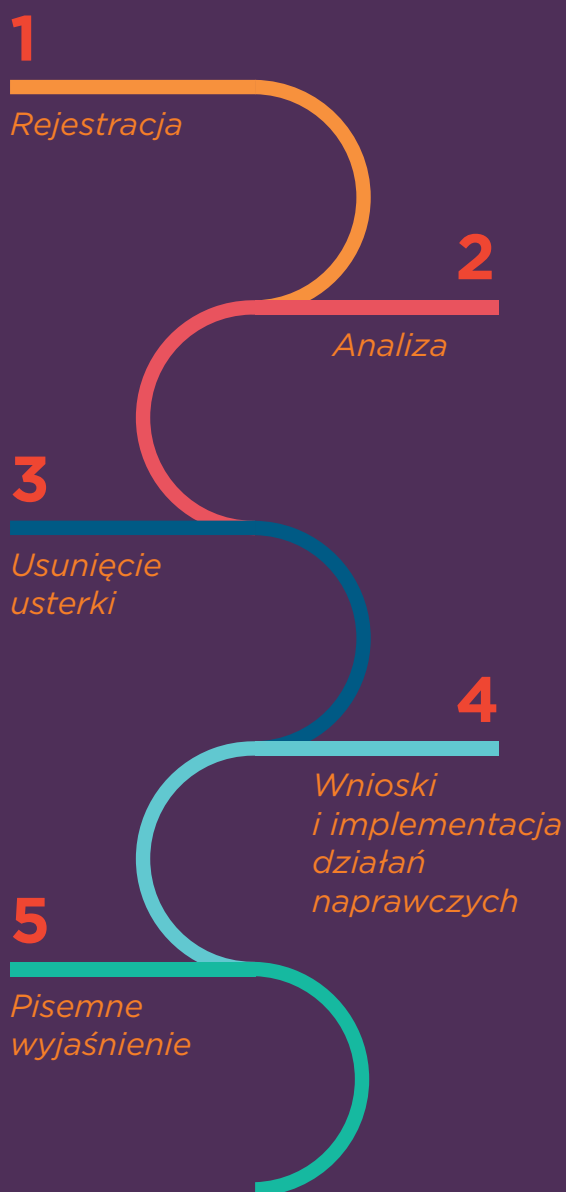 1
Rejestracja
2
Analiza
3
Usunięcie
usterki
4
Wnioski
i implementacja
działań
naprawczych
5
Pisemne
wyjaśnienie